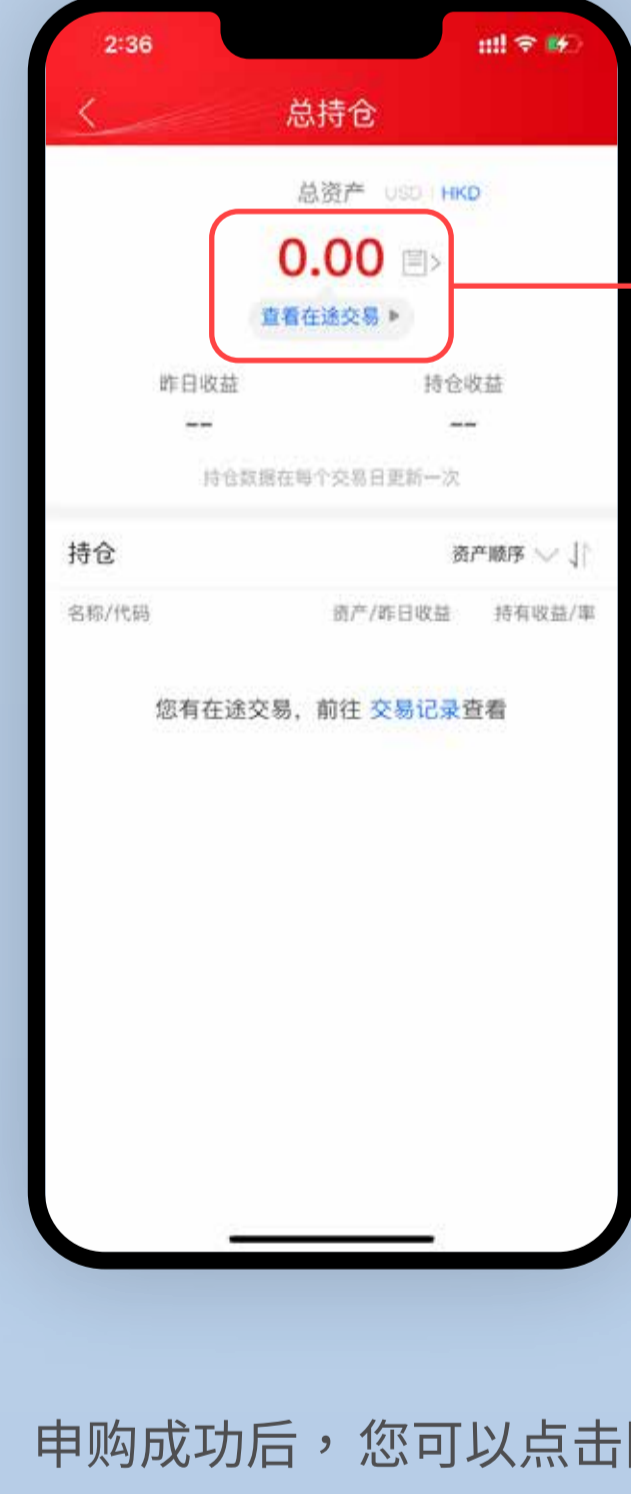 2:36
总持仓
总资产 USD | HKD
0.00
查看在途交易
昨日收益 持仓收益
-- --
持仓数据在每个交易日更新一次
持仓 资产顺序
名称/代码 资产/昨日收益 持有收益/率
您有在途交易，前往 交易记录查看
申购成功后，您可以点击